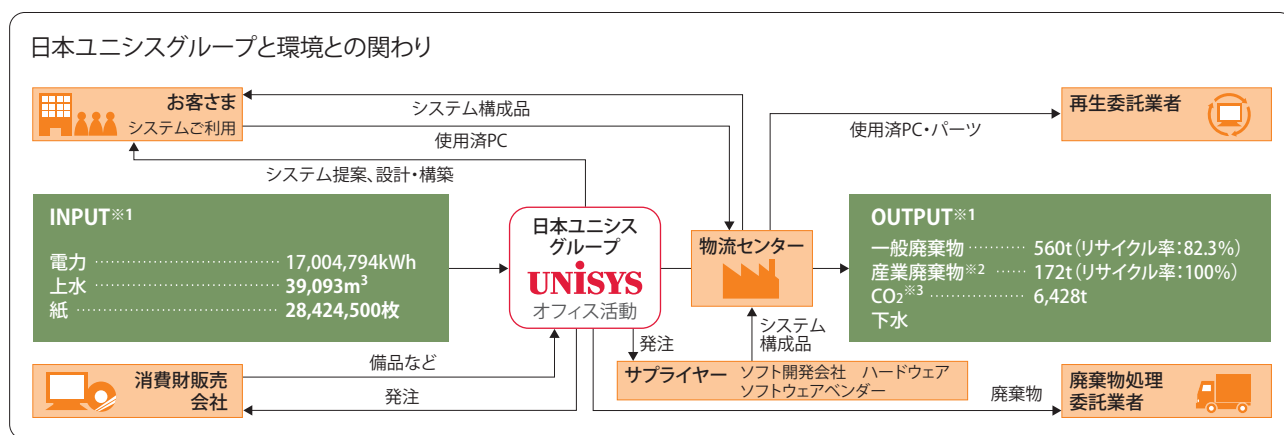 日本ユニシスグループと環境との関わり
お客さま
システムご利用
システム構成品
使用済PC
システム提案、設計・構築
使用済PC・パーツ
再生委託業者
INPUT※1
電力 17,004,794kWh
上水 39,093m³
紙 28,424,500枚
日本ユニシス
グループ
UNISYS
オフィス活動
物流センター
OUTPUT※1
一般廃棄物 560t(リサイクル率:82.3%)
産業廃棄物※2 172t(リサイクル率:100%)
CO₂※3 6,428t
下水
消費財販売
会社
備品など
発注
発注
システム
構成品
サプライヤー ソフト開発会社 ハードウェア
ソフトウェアベンダー
廃棄物
廃棄物処理
委託業者